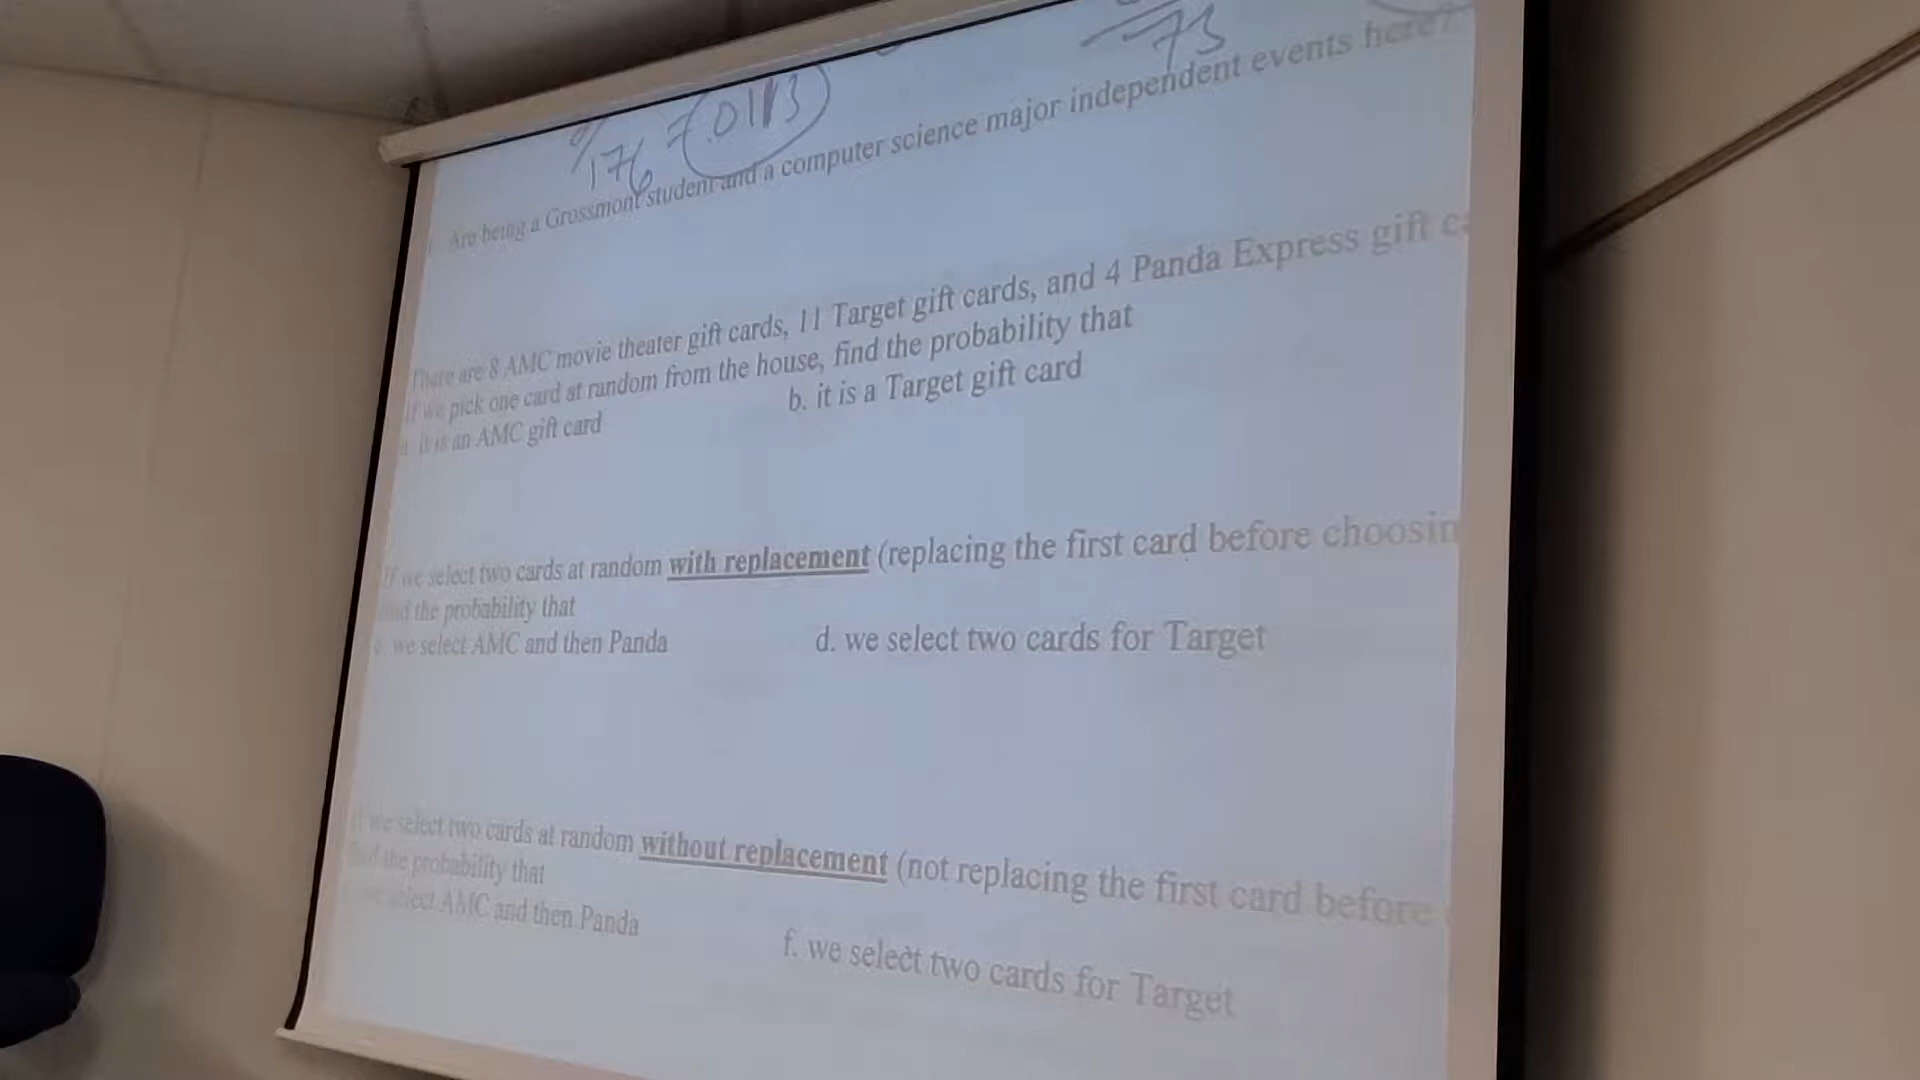 75
/176 = .0113
Are being a Grossmont student and a computer science major independent events here?
There are 8 AMC movie theater gift cards, 11 Target gift cards, and 4 Panda Express gift ca
If we pick one card at random from the house, find the probability that
a. it is an AMC gift card b. it is a Target gift card
If we select two cards at random with replacement (replacing the first card before choosin
find the probability that
c. we select AMC and then Panda d. we select two cards for Target
If we select two cards at random without replacement (not replacing the first card before
find the probability that
we select AMC and then Panda f. we select two cards for Target